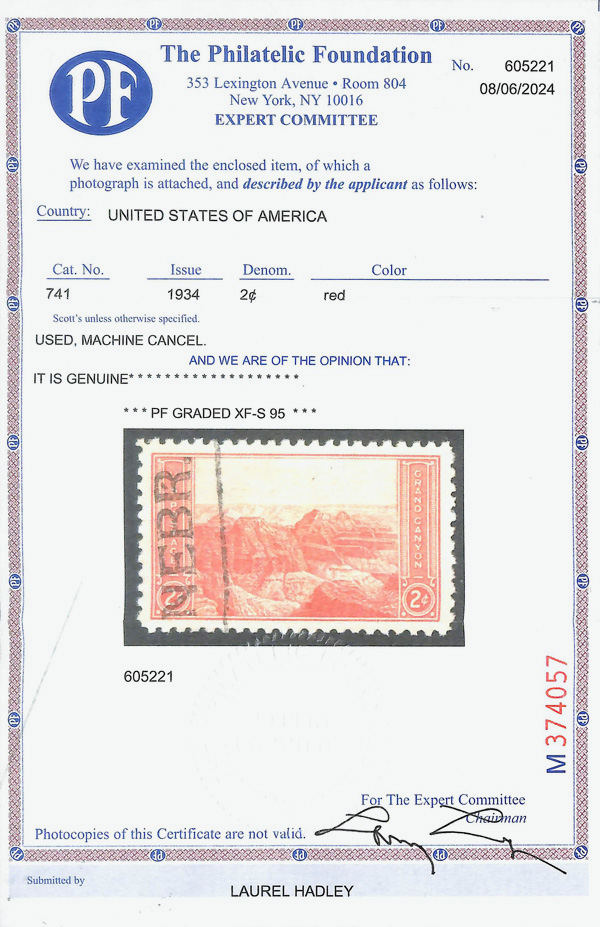 PF
The Philatelic Foundation
353 Lexington Avenue • Room 804
New York, NY 10016
EXPERT COMMITTEE
No. 605221
08/06/2024
We have examined the enclosed item, of which a
photograph is attached, and described by the applicant as follows:
Country: UNITED STATES OF AMERICA
Cat. No. Issue Denom. Color
741 1934 2¢ red
Scott's unless otherwise specified.
USED, MACHINE CANCEL.
AND WE ARE OF THE OPINION THAT:
IT IS GENUINE* * * * * * * * * * * * * * * * * * *
* * * PF GRADED XF-S 95 * * *
NEBR.
GRAND CANYON
2¢
2¢
605221
M 374057
For The Expert Committee
Chairman
Photocopies of this Certificate are not valid.
Submitted by
LAUREL HADLEY